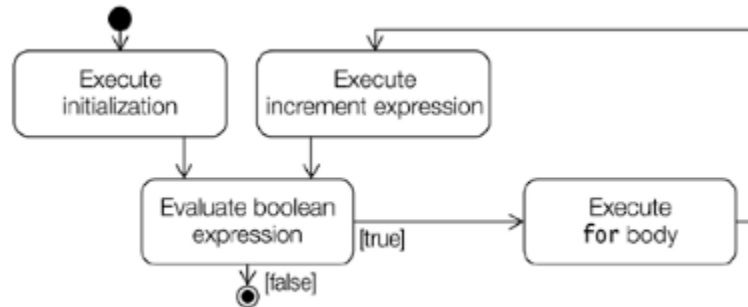 Execute
initialization
Execute
increment expression
Evaluate boolean
expression
[true]
Execute
for body
[false]